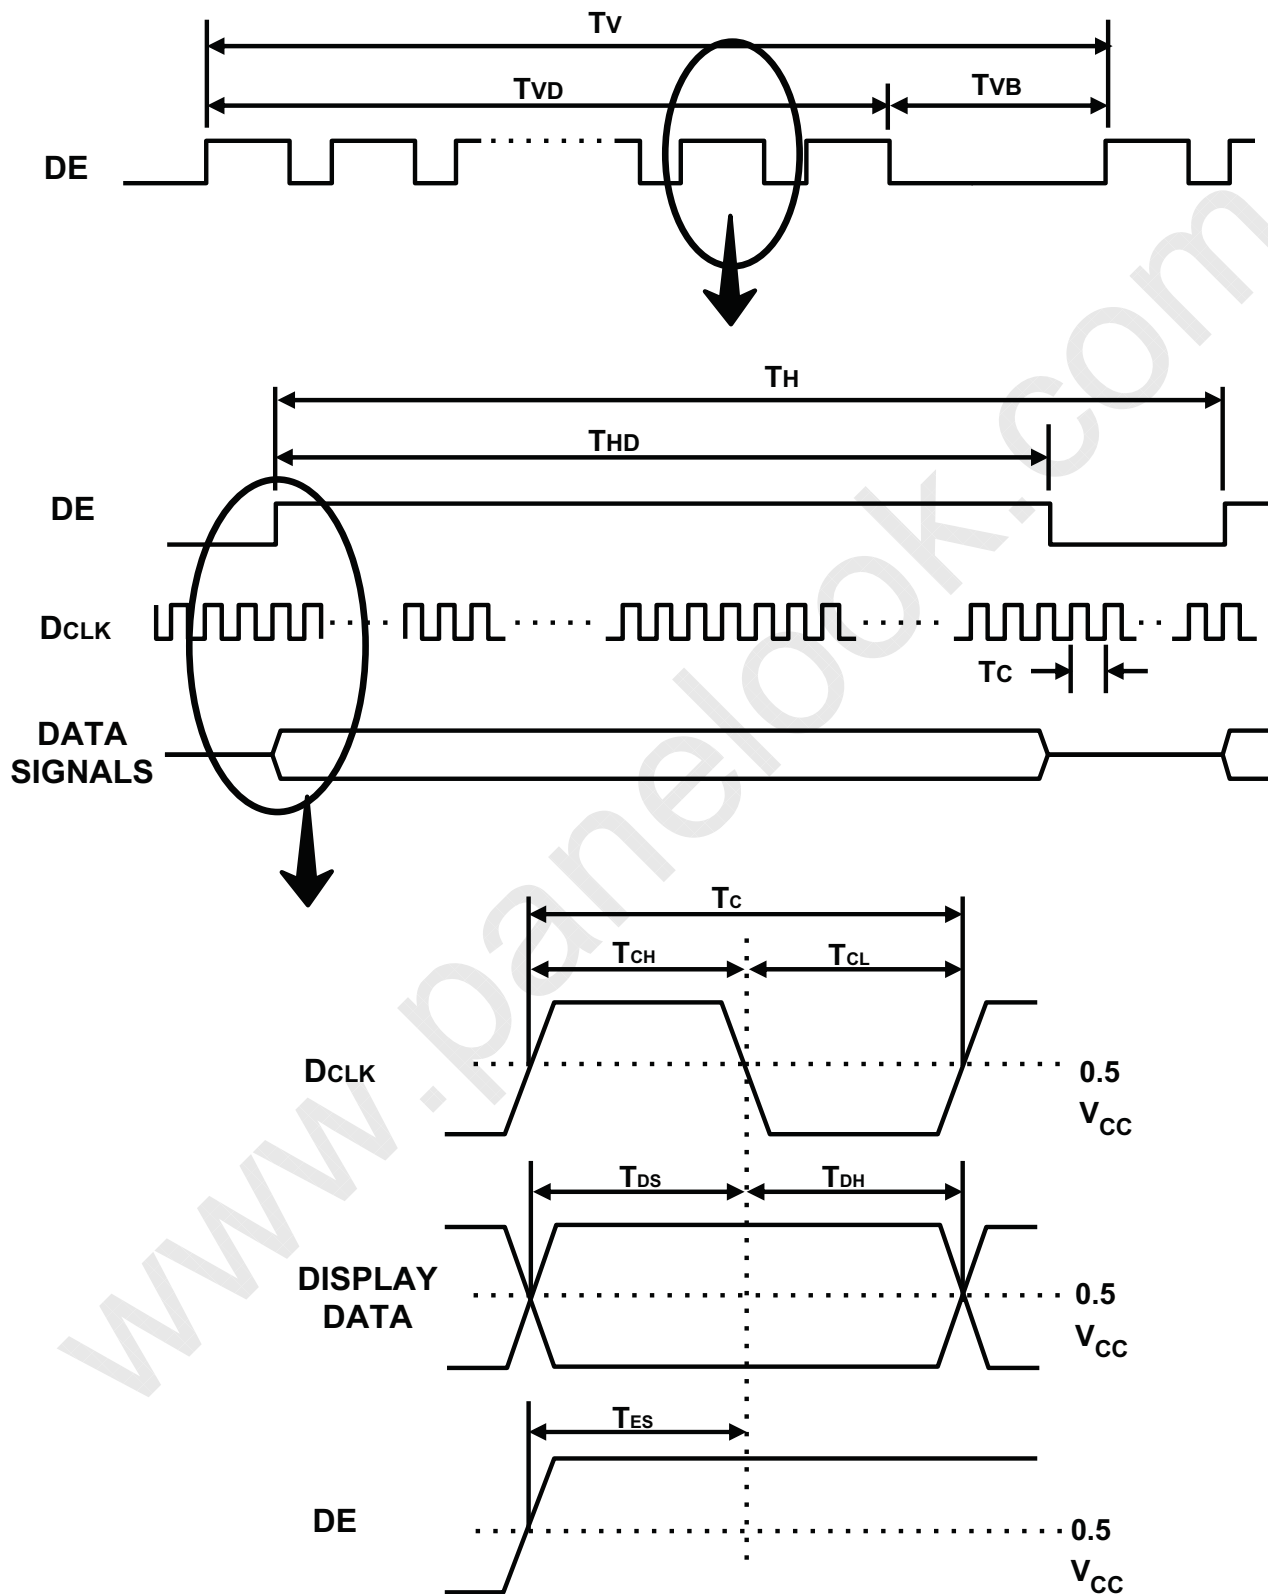 TV
TVD
TVB
DE
TH
THD
DE
DCLK
TC
DATA
SIGNALS
TC
TCH
TCL
DCLK
0.5
VCC
TDS
TDH
DISPLAY
DATA
0.5
VCC
TES
DE
0.5
VCC
www.panelook.com